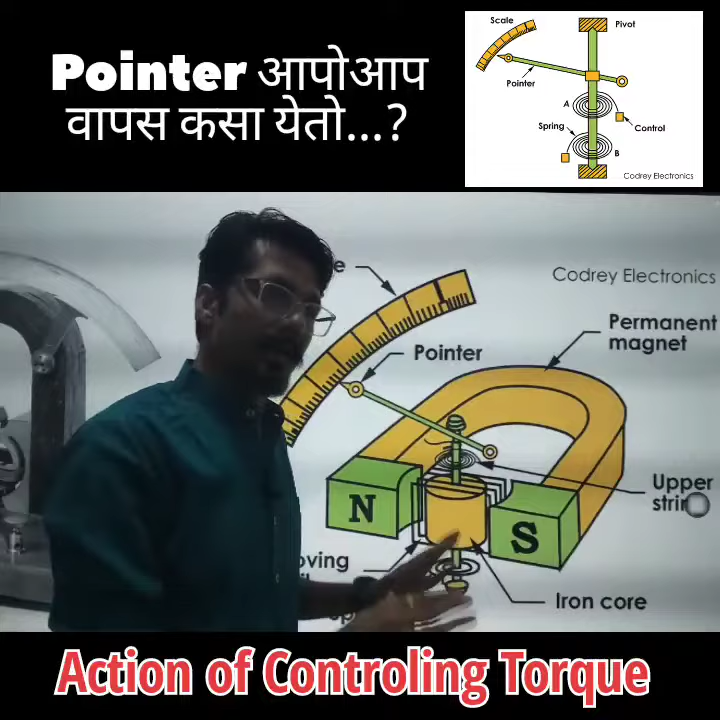 Pointer आपोआप
वापस कसा येतो...?
Scale
Pivot
Pointer
A
Spring
Control
B
Codrey Electronics
Codrey Electronics
Permanent
magnet
Pointer
Upper
N
S
Iron core
Action of Controling Torque